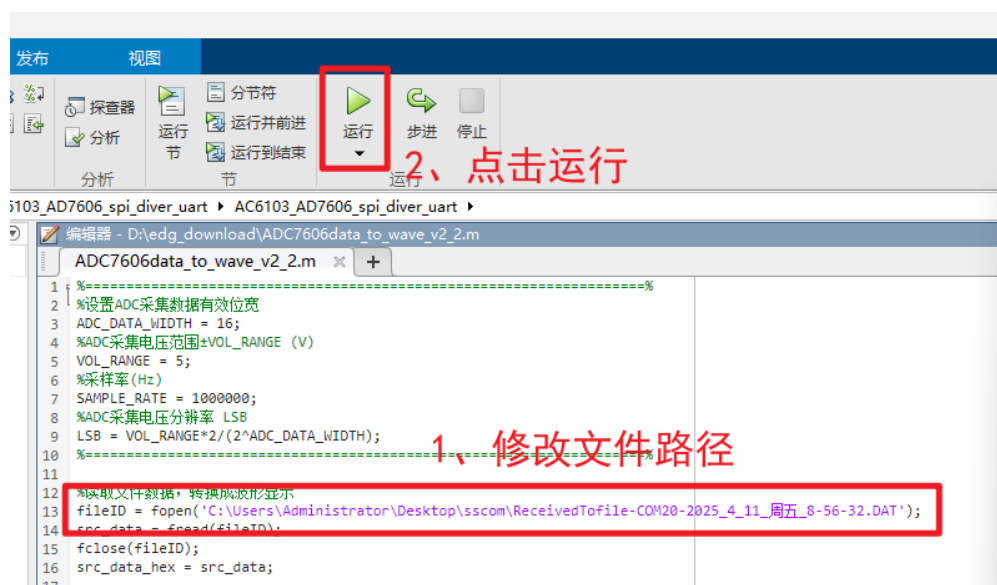 发布 视图
探查器
分析
运行
节
分节符
运行并前进
运行到结束
运行
步进
停止
2、点击运行
分析 节 运行
5103_AD7606_spi_diver_uart ▸ AC6103_AD7606_spi_diver_uart ▸
编辑器 - D:\edg_download\ADC7606data_to_wave_v2_2.m
ADC7606data_to_wave_v2_2.m × +
1 %====================================================================%
2 %设置ADC采集数据有效位宽
3 ADC_DATA_WIDTH = 16;
4 %ADC采集电压范围±VOL_RANGE (V)
5 VOL_RANGE = 5;
6 %采样率(Hz)
7 SAMPLE_RATE = 1000000;
8 %ADC采集电压分辨率 LSB
9 LSB = VOL_RANGE*2/(2^ADC_DATA_WIDTH);
1、修改文件路径
10 %====================================================================%
11
12 %读取文件数据，转换成波形显示
13 fileID = fopen('C:\Users\Administrator\Desktop\sscom\ReceivedTofile-COM20-2025_4_11_周五_8-56-32.DAT');
14 src_data = fread(fileID);
15 fclose(fileID);
16 src_data_hex = src_data;
17